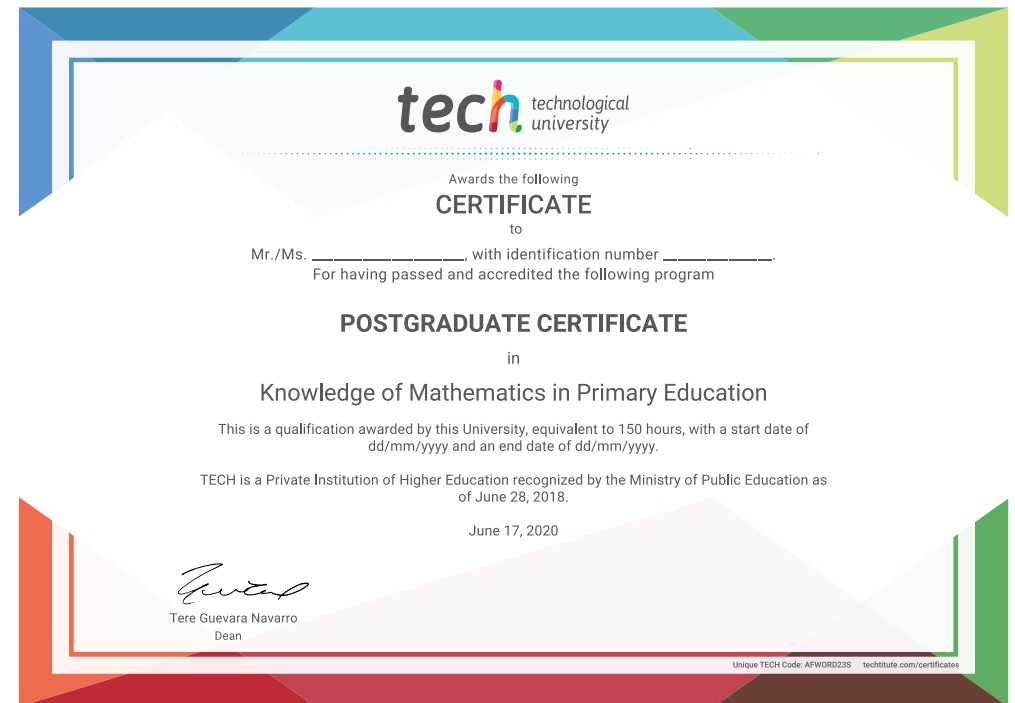 tech technological
university
Awards the following
CERTIFICATE
to
Mr./Ms. ____________________, with identification number ______________.
For having passed and accredited the following program
POSTGRADUATE CERTIFICATE
in
Knowledge of Mathematics in Primary Education
This is a qualification awarded by this University, equivalent to 150 hours, with a start date of
dd/mm/yyyy and an end date of dd/mm/yyyy.
TECH is a Private Institution of Higher Education recognized by the Ministry of Public Education as
of June 28, 2018.
June 17, 2020
Tere Guevara Navarro
Dean
Unique TECH Code: AFWORD23S techtitute.com/certificates